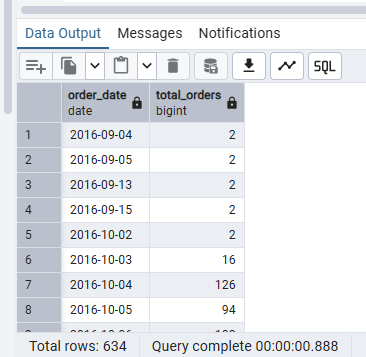 Data Output Messages Notifications
SQL
order_date total_orders
date bigint
1 2016-09-04 2
2 2016-09-05 2
3 2016-09-13 2
4 2016-09-15 2
5 2016-10-02 2
6 2016-10-03 16
7 2016-10-04 126
8 2016-10-05 94
Total rows: 634 Query complete 00:00:00.888